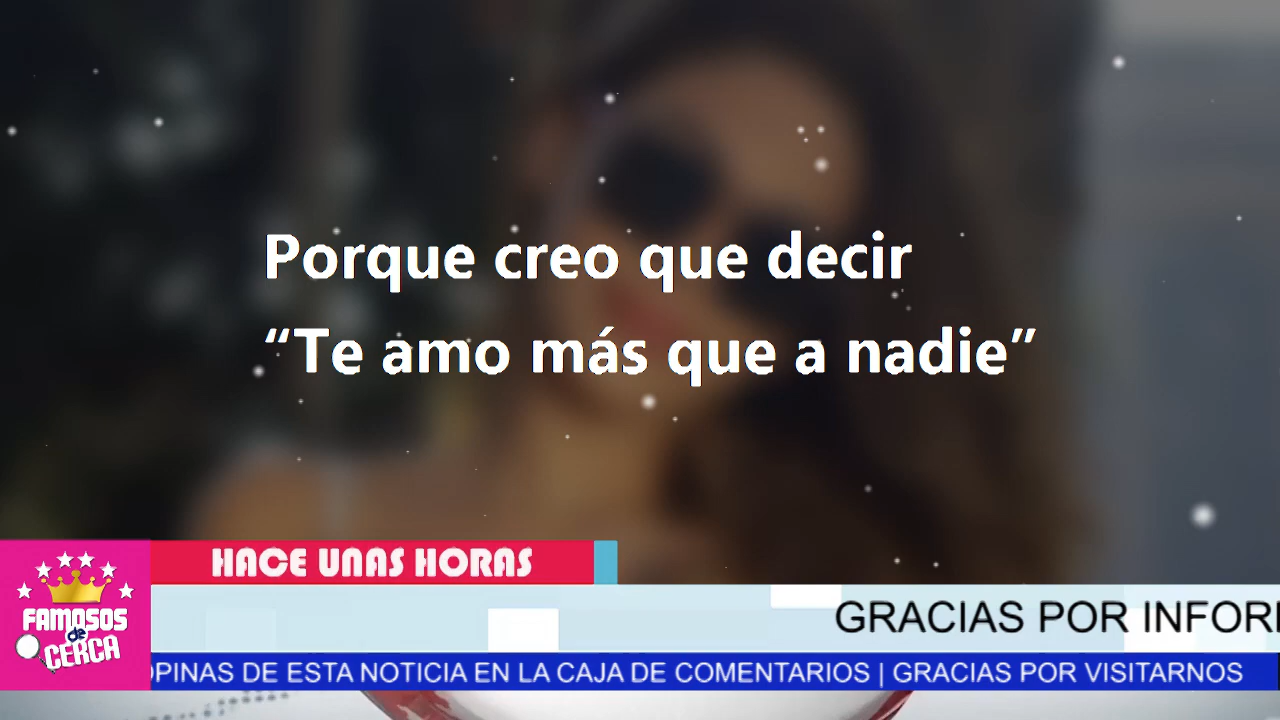 Porque creo que decir
“Te amo más que a nadie”
HACE UNAS HORAS
FAMOSOS
de
CERCA
GRACIAS POR
OPINAS DE ESTA NOTICIA EN LA CAJA DE COMENTARIOS | GRACIAS POR VISITARNOS